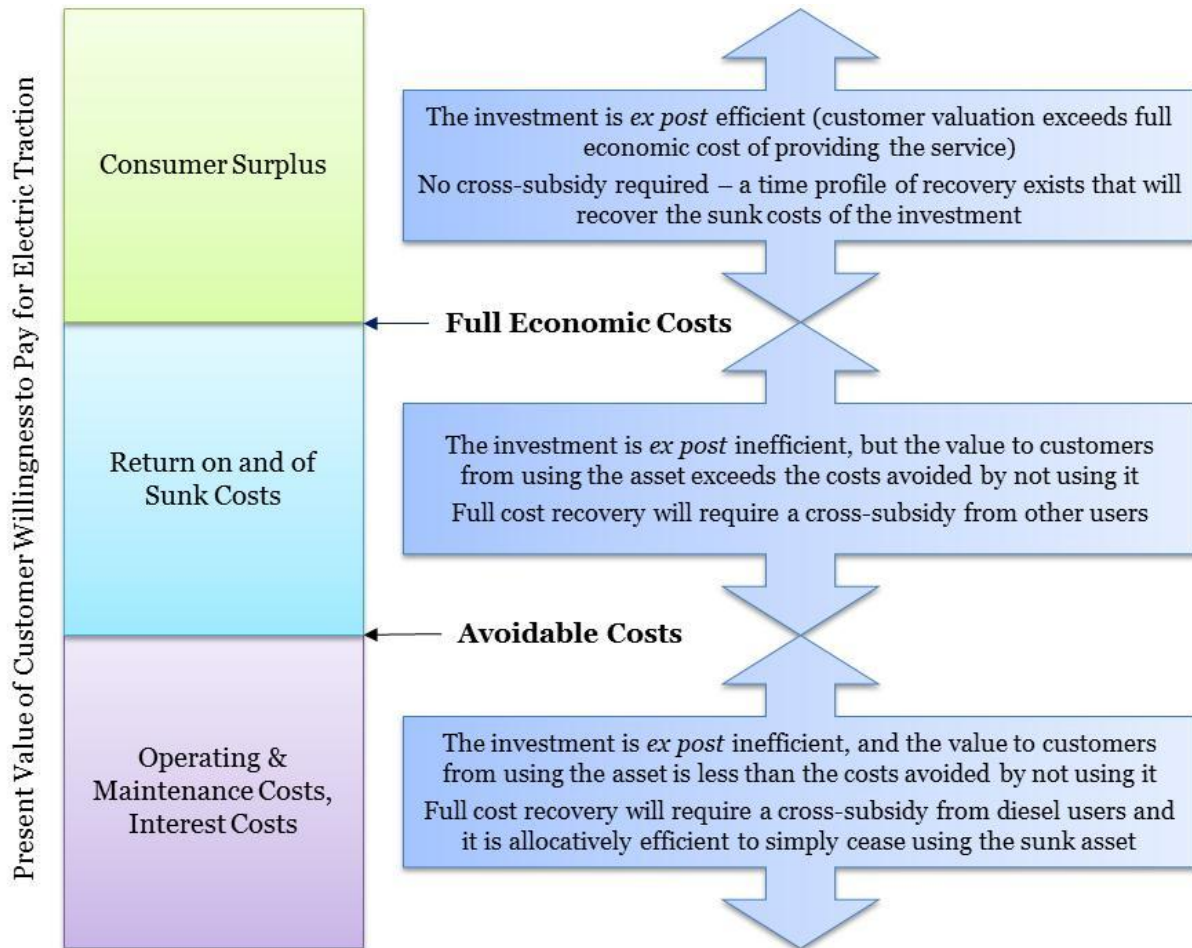 Present Value of Customer Willingness to Pay for Electric Traction
Consumer Surplus
The investment is ex post efficient (customer valuation exceeds full
economic cost of providing the service)
No cross-subsidy required – a time profile of recovery exists that will
recover the sunk costs of the investment
Full Economic Costs
Return on and of
Sunk Costs
The investment is ex post inefficient, but the value to customers
from using the asset exceeds the costs avoided by not using it
Full cost recovery will require a cross-subsidy from other users
Avoidable Costs
Operating &
Maintenance Costs,
Interest Costs
The investment is ex post inefficient, and the value to customers
from using the asset is less than the costs avoided by not using it
Full cost recovery will require a cross-subsidy from diesel users and
it is allocatively efficient to simply cease using the sunk asset